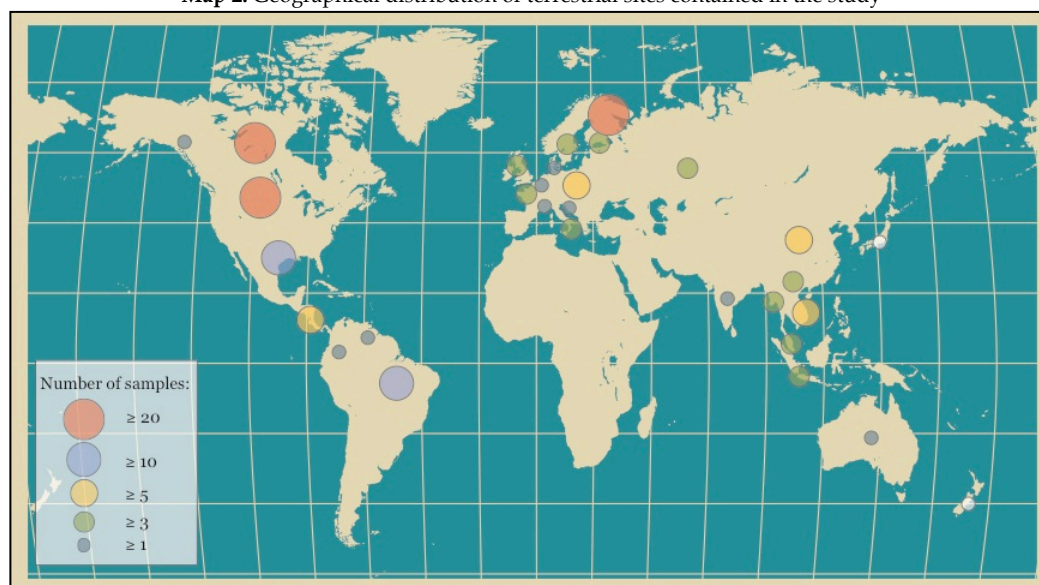 Map 2. Geographical distribution of terrestrial sites contained in the study
Number of samples:
≥ 20
≥ 10
≥ 5
≥ 3
≥ 1